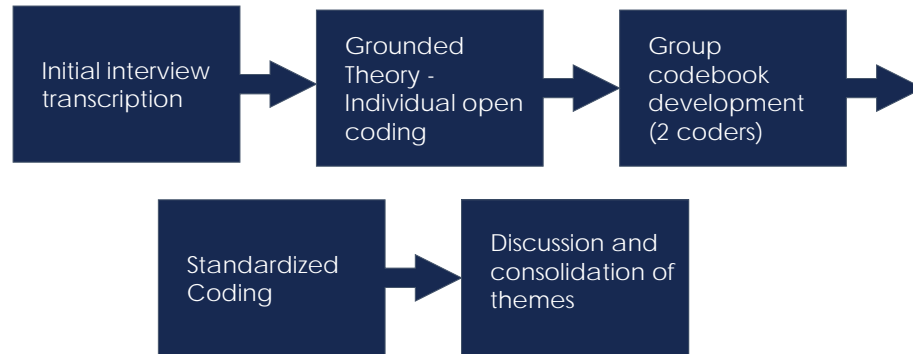 Initial interview
transcription
Grounded
Theory -
Individual open
coding
Group
codebook
development
(2 coders)
Standardized
Coding
Discussion and
consolidation of
themes